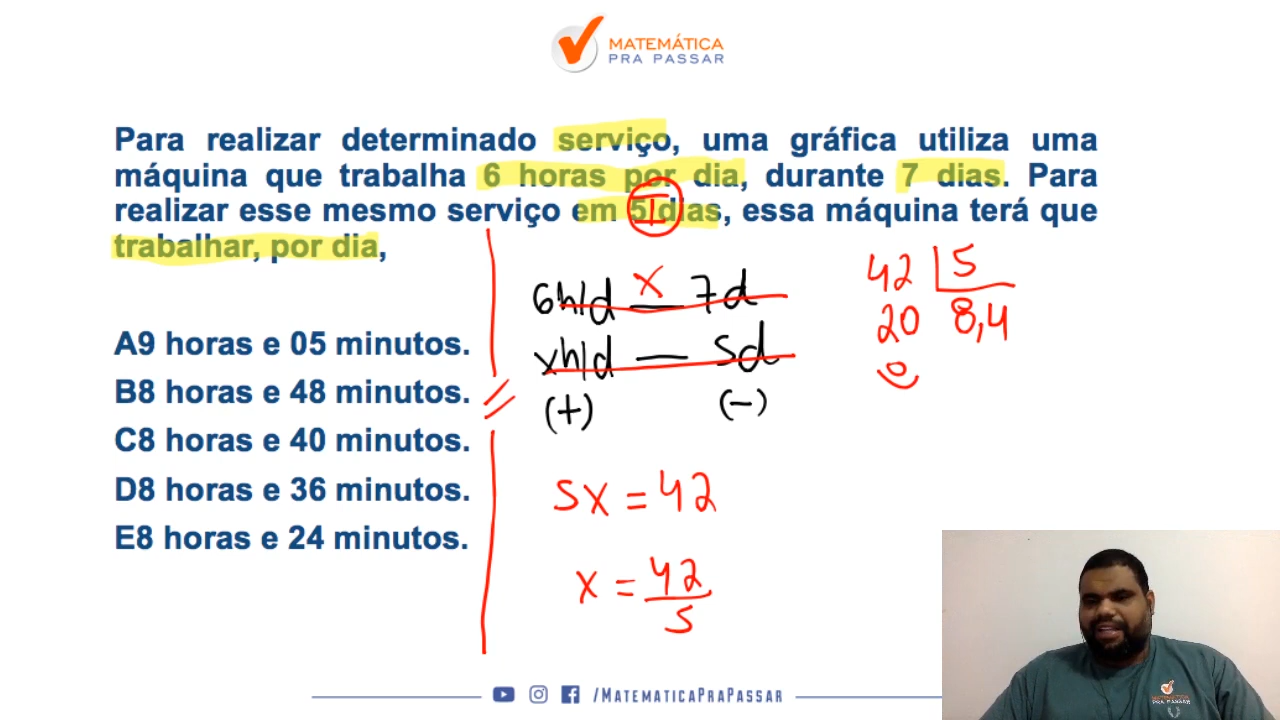 MATEMÁTICA
PRA PASSAR
Para realizar determinado serviço, uma gráfica utiliza uma
máquina que trabalha 6 horas por dia, durante 7 dias. Para
realizar esse mesmo serviço em 5 dias, essa máquina terá que
trabalhar, por dia,
I
A9 horas e 05 minutos.
B8 horas e 48 minutos.
C8 horas e 40 minutos.
D8 horas e 36 minutos.
E8 horas e 24 minutos.
6h/d x 7d
xh/d — 5d
(+) (-)
5x = 42
x = 42/5
42 | 5
20 8,4
0
/MatematicaPraPassar
MATEMÁTICA
PRA PASSAR